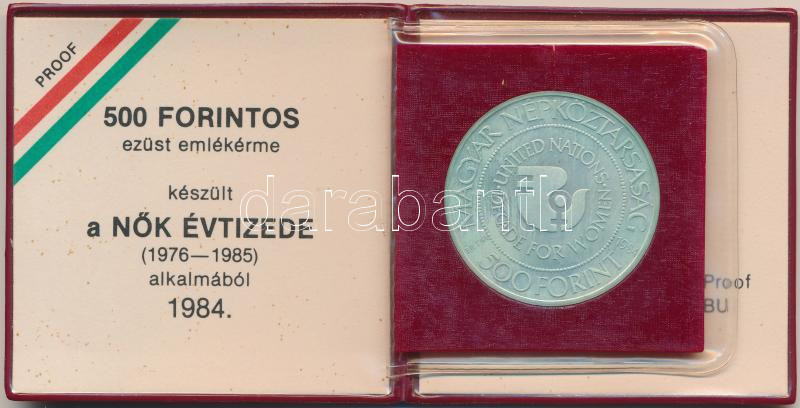 PROOF
500 FORINTOS
ezüst emlékérme
készült
a NŐK ÉVTIZEDE
(1976—1985)
alkalmából
1984.
MAGYAR NÉPKÖZTÁRSASÁG
UNITED NATIONS
DECADE FOR WOMEN
500 FORINT
Proof
BU
darabanth.com